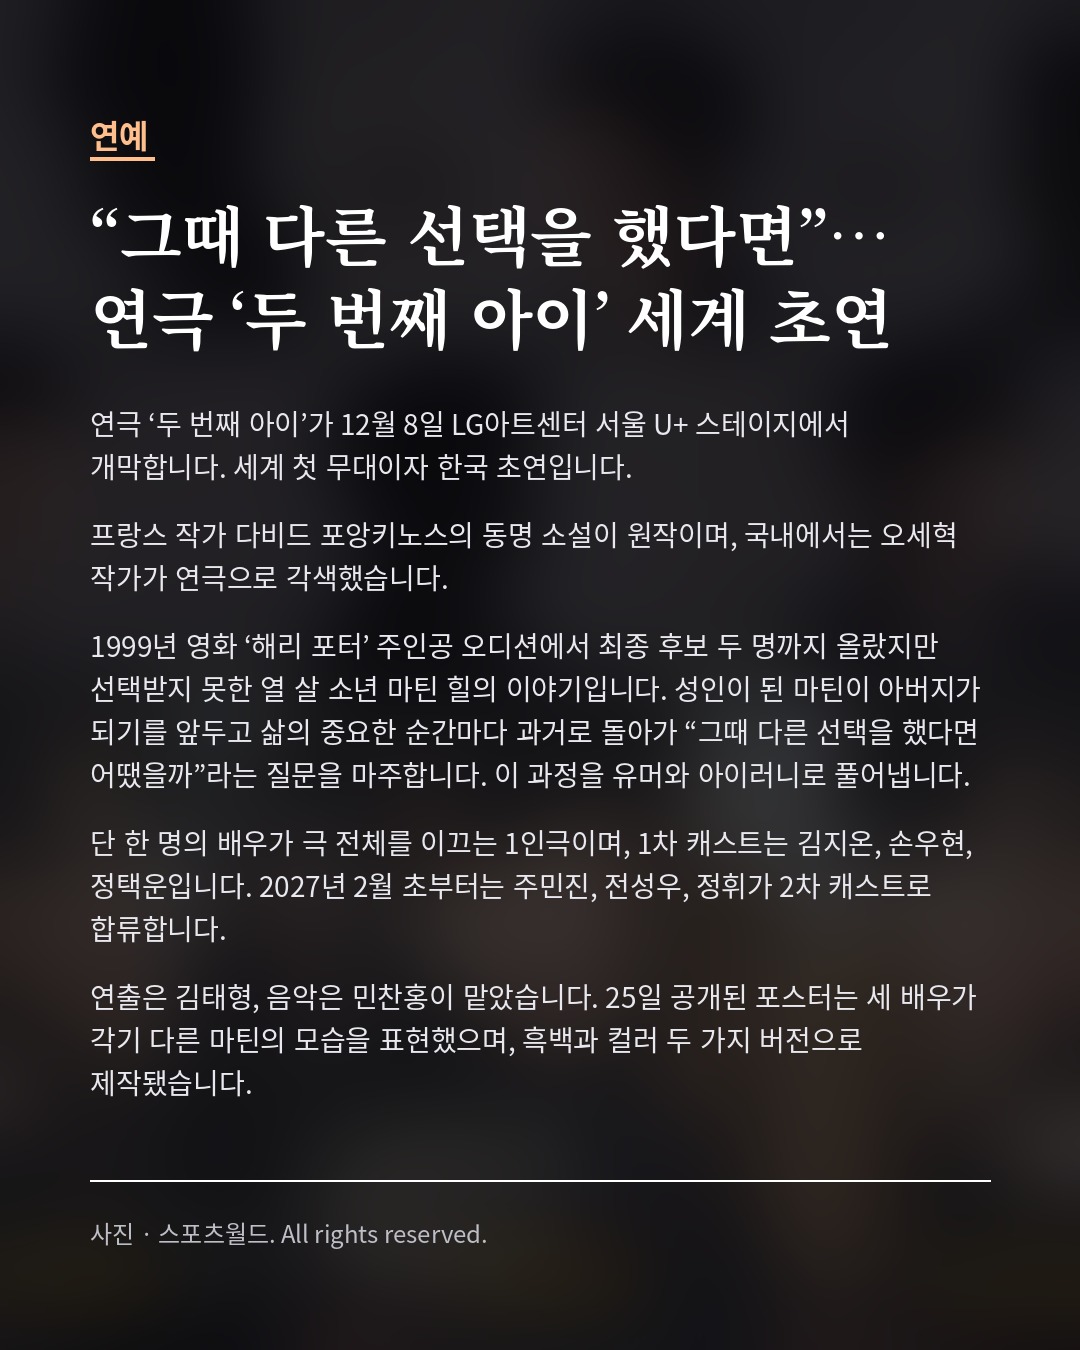 연예
“그때 다른 선택을 했다면”…
연극 ‘두 번째 아이’ 세계 초연
연극 ‘두 번째 아이’가 12월 8일 LG아트센터 서울 U+ 스테이지에서
개막합니다. 세계 첫 무대이자 한국 초연입니다.
프랑스 작가 다비드 포앙키노스의 동명 소설이 원작이며, 국내에서는 오세혁
작가가 연극으로 각색했습니다.
1999년 영화 ‘해리 포터’ 주인공 오디션에서 최종 후보 두 명까지 올랐지만
선택받지 못한 열 살 소년 마틴 힐의 이야기입니다. 성인이 된 마틴이 아버지가
되기를 앞두고 삶의 중요한 순간마다 과거로 돌아가 “그때 다른 선택을 했다면
어땠을까”라는 질문을 마주합니다. 이 과정을 유머와 아이러니로 풀어냅니다.
단 한 명의 배우가 극 전체를 이끄는 1인극이며, 1차 캐스트는 김지온, 손우현,
정택운입니다. 2027년 2월 초부터는 주민진, 전성우, 정휘가 2차 캐스트로
합류합니다.
연출은 김태형, 음악은 민찬홍이 맡았습니다. 25일 공개된 포스터는 세 배우가
각기 다른 마틴의 모습을 표현했으며, 흑백과 컬러 두 가지 버전으로
제작됐습니다.
사진 · 스포츠월드. All rights reserved.